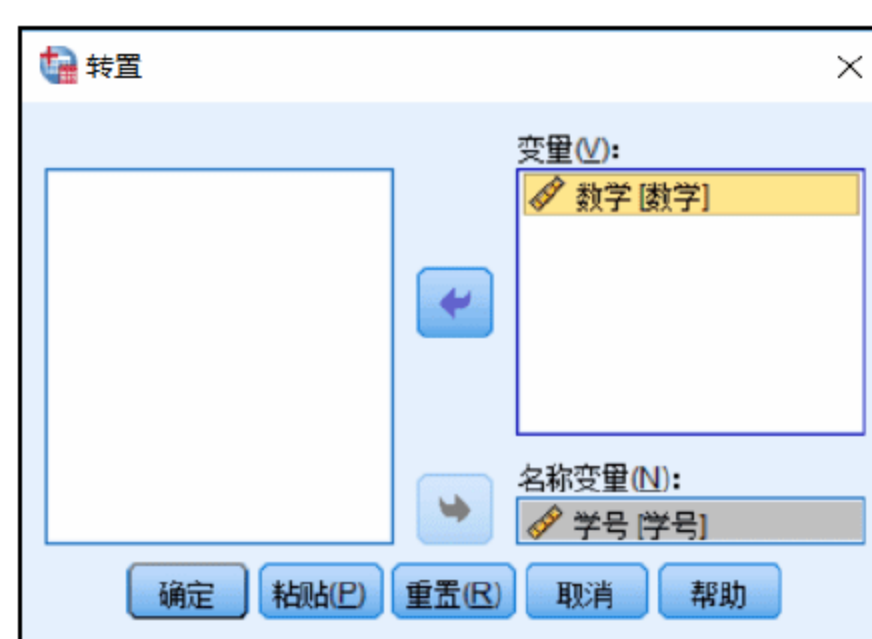 转置
变量(V):
数学 [数学]
名称变量(N):
学号 [学号]
确定 粘贴(P) 重置(R) 取消 帮助